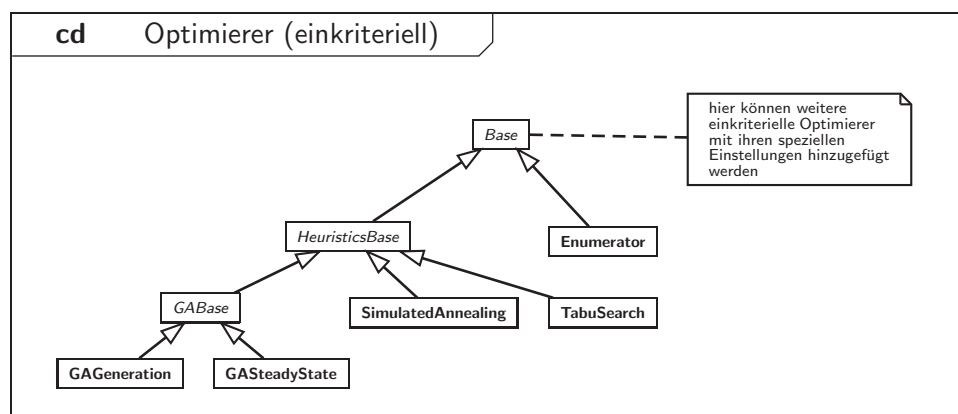 cd Optimierer (einkriteriell)
hier können weitere
einkriterielle Optimierer
mit ihren speziellen
Einstellungen hinzugefügt
werden
Base
HeuristicsBase
Enumerator
GABase
SimulatedAnnealing
TabuSearch
GAGeneration
GASteadyState